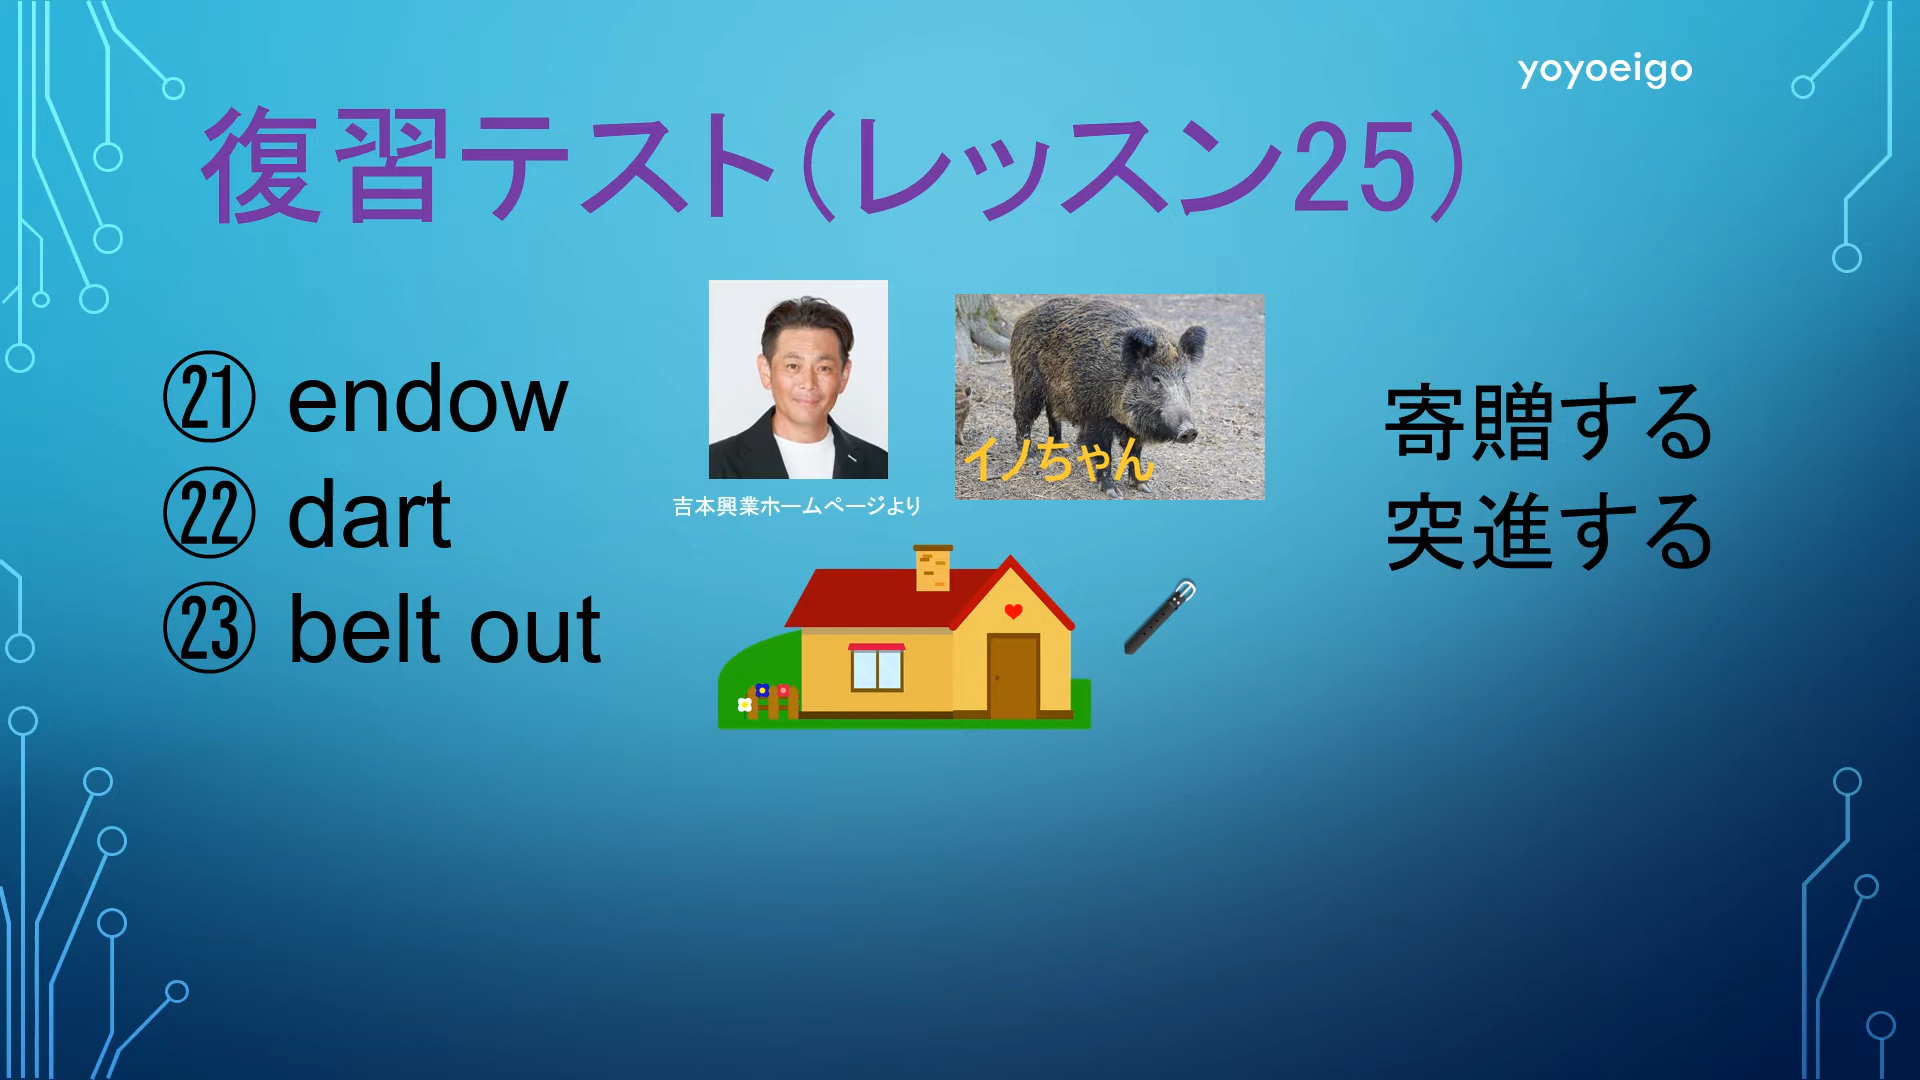 yoyoeigo
復習テスト(レッスン25)
㉑ endow
㉒ dart
㉓ belt out
イノちゃん
吉本興業ホームページより
寄贈する
突進する